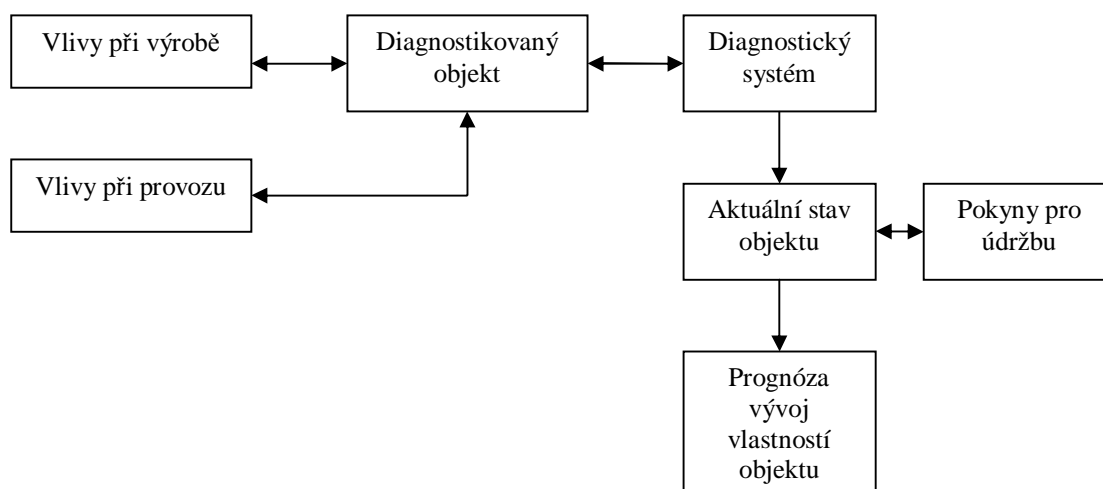 Vlivy při výrobě
Diagnostikovaný
objekt
Diagnostický
systém
Vlivy při provozu
Aktuální stav
objektu
Pokyny pro
údržbu
Prognóza
vývoj
vlastností
objektu